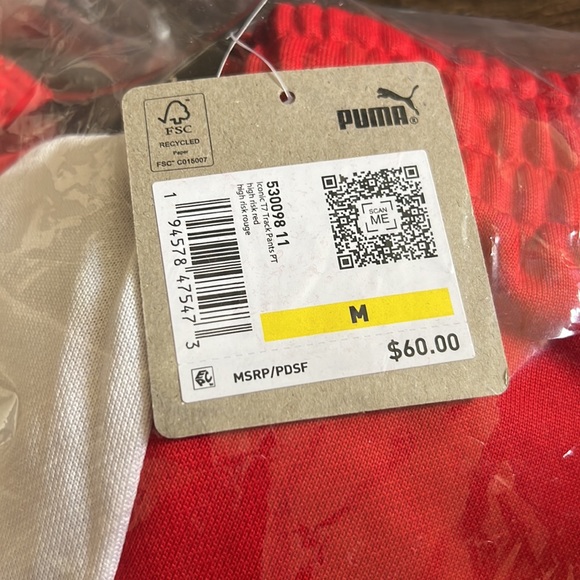 PUMA®
FSC
RECYCLED
Paper
FSC® C016007
530098 11
Iconic T7 Track Pants PT
high risk red
high risk rouge
1 94578 47547 3
SCAN
ME
M
MSRP/PDSF
$60.00